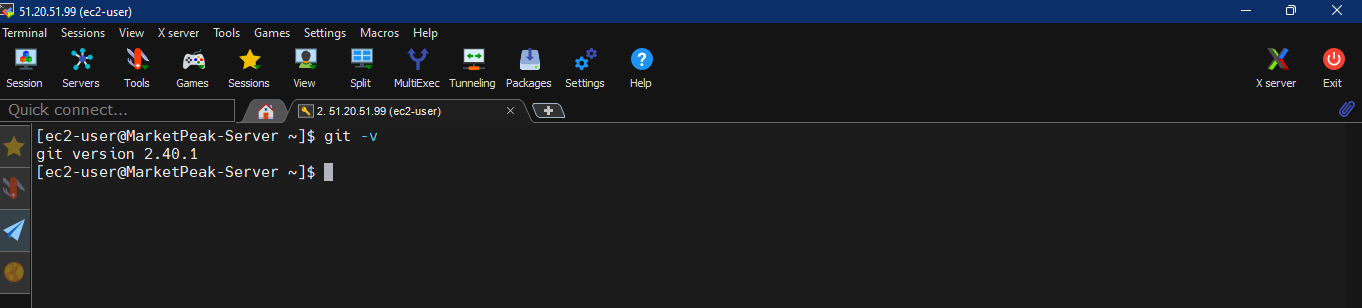 51.20.51.99 (ec2-user)
Terminal Sessions View X server Tools Games Settings Macros Help
Session Servers Tools Games Sessions View Split MultiExec Tunneling Packages Settings Help X server Exit
Quick connect... 2. 51.20.51.99 (ec2-user)
[ec2-user@MarketPeak-Server ~]$ git -v
git version 2.40.1
[ec2-user@MarketPeak-Server ~]$